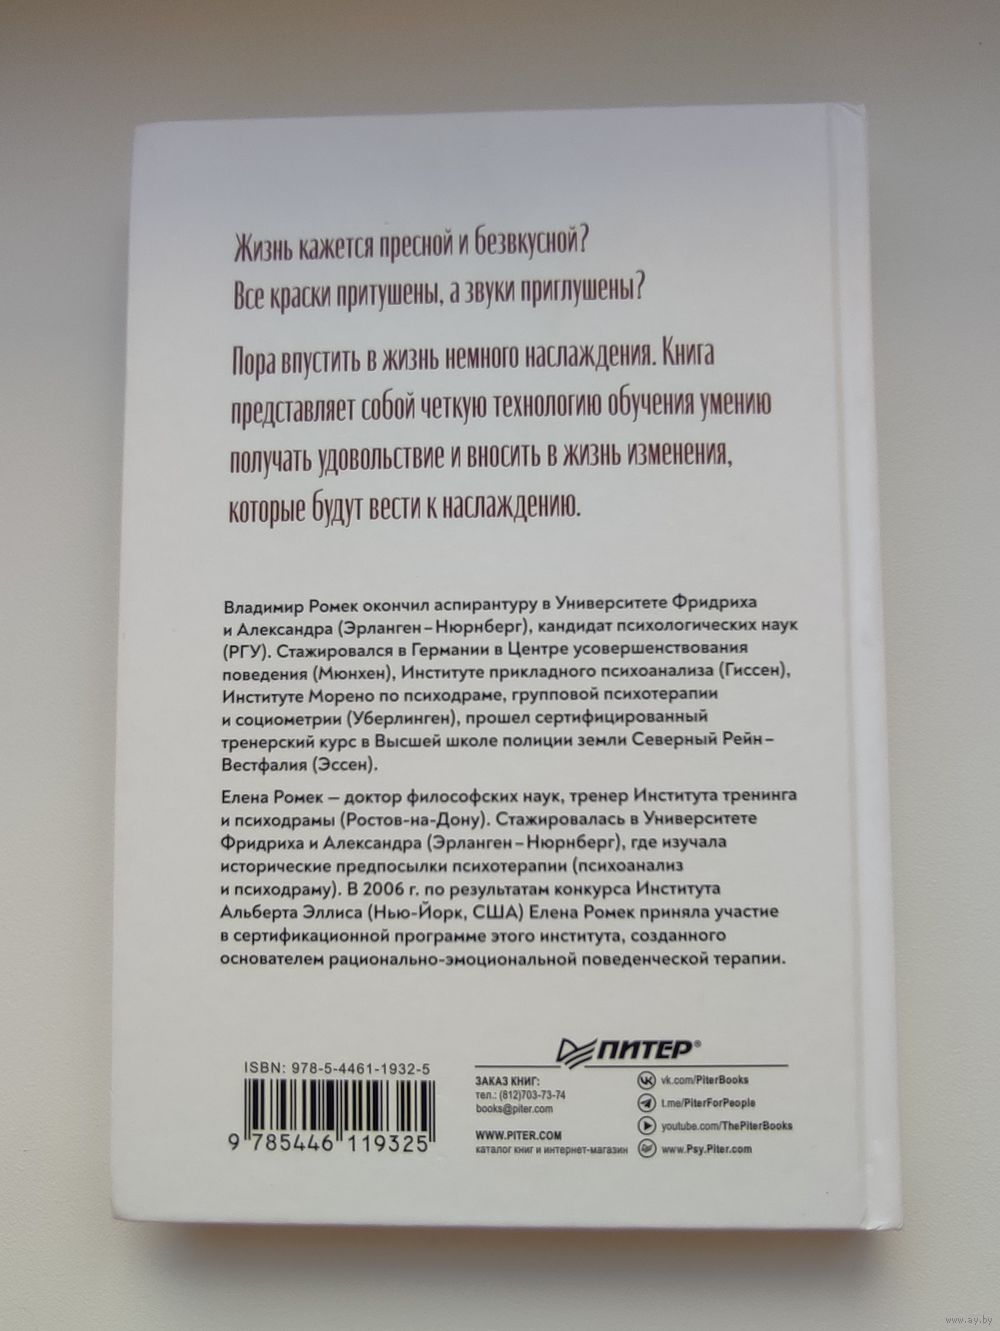 Жизнь кажется пресной и безвкусной?
Все краски притушены, а звуки приглушены?
Пора впустить в жизнь немного наслаждения. Книга
представляет собой четкую технологию обучения умению
получать удовольствие и вносить в жизнь изменения,
которые будут вести к наслаждению.
Владимир Ромек окончил аспирантуру в Университете Фридриха
и Александра (Эрланген–Нюрнберг), кандидат психологических наук
(РГУ). Стажировался в Германии в Центре усовершенствования
поведения (Мюнхен), Институте прикладного психоанализа (Гиссен),
Институте Морено по психодраме, групповой психотерапии
и социометрии (Уберлинген), прошел сертифицированный
тренерский курс в Высшей школе полиции земли Северный Рейн–
Вестфалия (Эссен).
Елена Ромек — доктор философских наук, тренер Института тренинга
и психодрамы (Ростов-на-Дону). Стажировалась в Университете
Фридриха и Александра (Эрланген–Нюрнберг), где изучала
исторические предпосылки психотерапии (психоанализ
и психодраму). В 2006 г. по результатам конкурса Института
Альберта Эллиса (Нью-Йорк, США) Елена Ромек приняла участие
в сертификационной программе этого института, созданного
основателем рационально-эмоциональной поведенческой терапии.
ISBN: 978-5-4461-1932-5
9 785446 119325
ПИТЕР®
ЗАКАЗ КНИГ:
тел.: (812)703-73-74
books@piter.com
WWW.PITER.COM
каталог книг и интернет-магазин
vk.com/PiterBooks
t.me/PiterForPeople
youtube.com/ThePiterBooks
www.Psy.Piter.com
www.ay.by